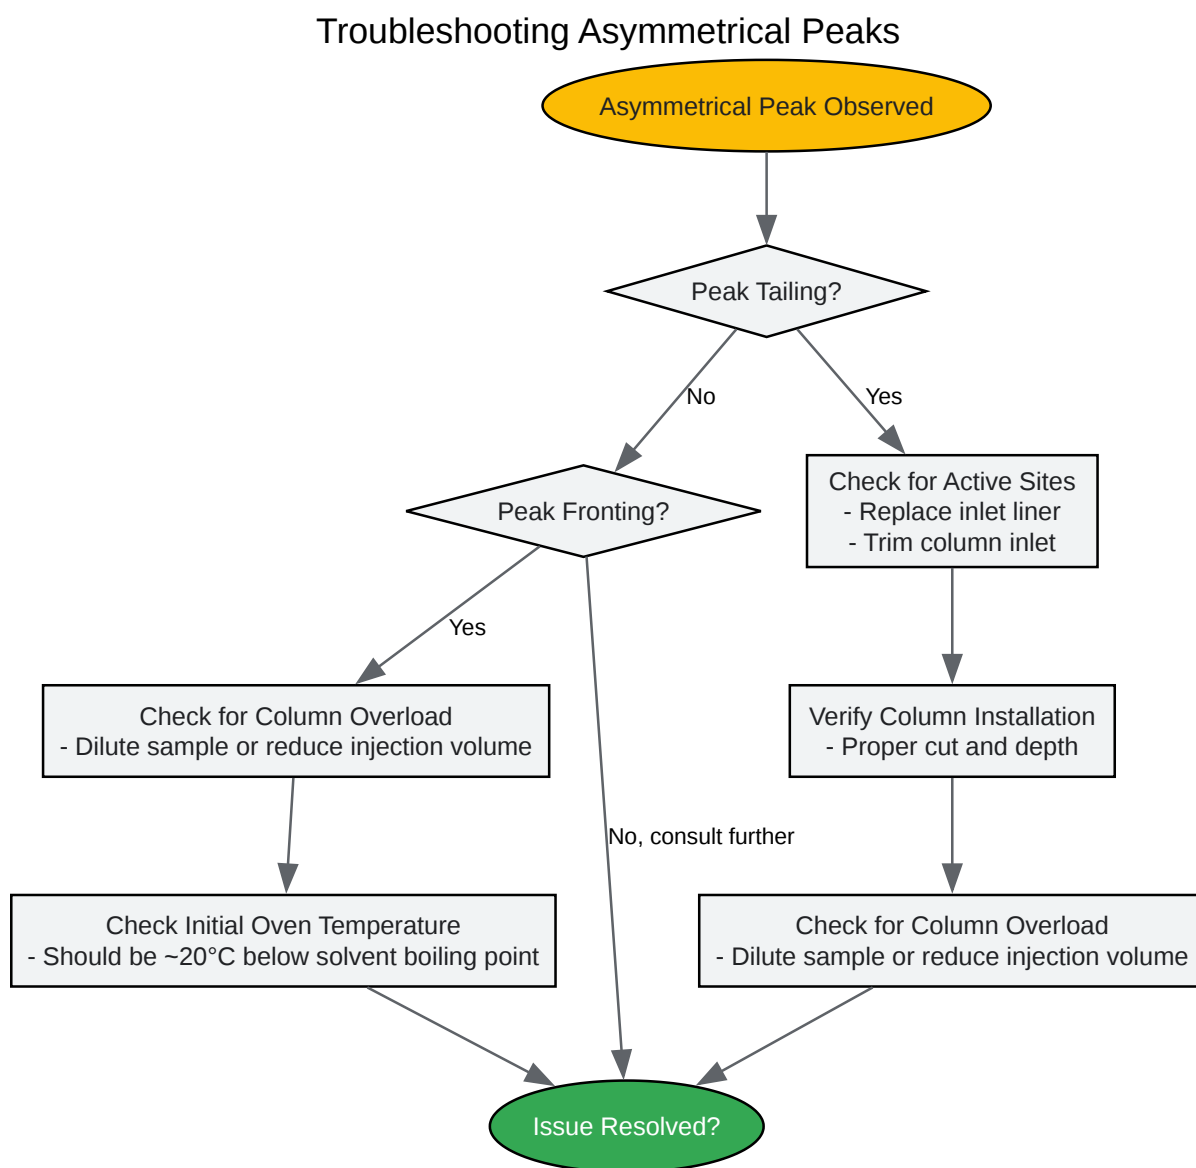 Troubleshooting Asymmetrical Peaks
Asymmetrical Peak Observed
Peak Tailing?
No
Yes
Check for Active Sites
- Replace inlet liner
- Trim column inlet
Peak Fronting?
Yes
Check for Column Overload
- Dilute sample or reduce injection volume
Verify Column Installation
- Proper cut and depth
No, consult further
Check Initial Oven Temperature
- Should be ~20°C below solvent boiling point
Check for Column Overload
- Dilute sample or reduce injection volume
Issue Resolved?